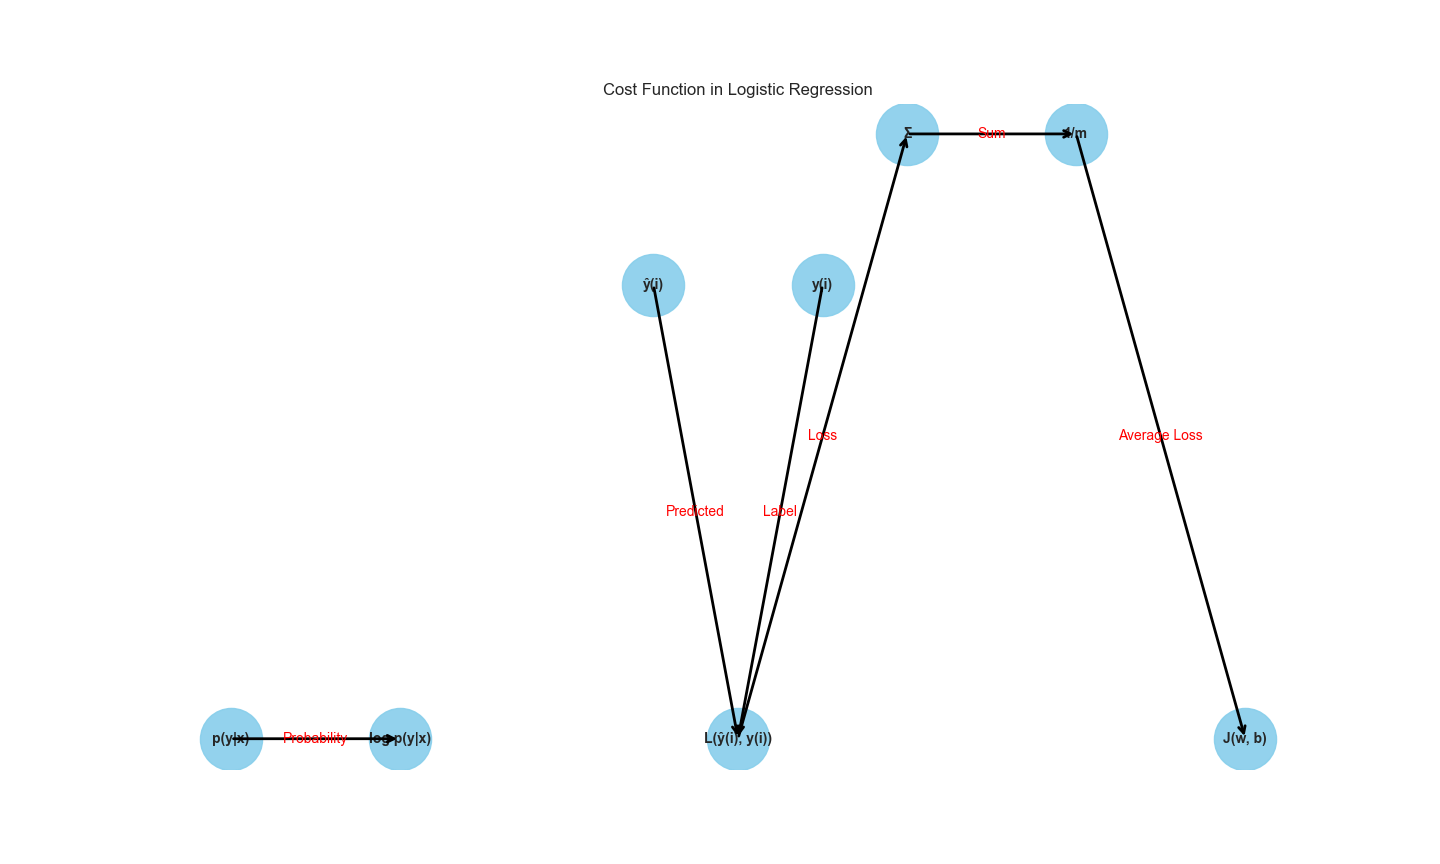 Cost Function in Logistic Regression
Σ
Sum
1/m
ŷ(i)
y(i)
Loss
Average Loss
Predicted
Label
p(y|x)
Probability
log p(y|x)
L(ŷ(i), y(i))
J(w, b)